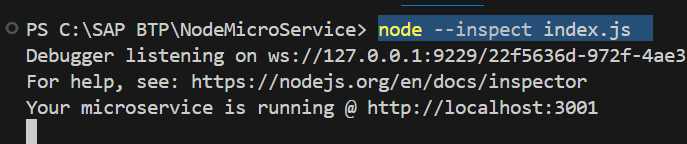 PS C:\SAP BTP\NodeMicroService> node --inspect index.js
Debugger listening on ws://127.0.0.1:9229/22f5636d-972f-4ae3
For help, see: https://nodejs.org/en/docs/inspector
Your microservice is running @ http://localhost:3001